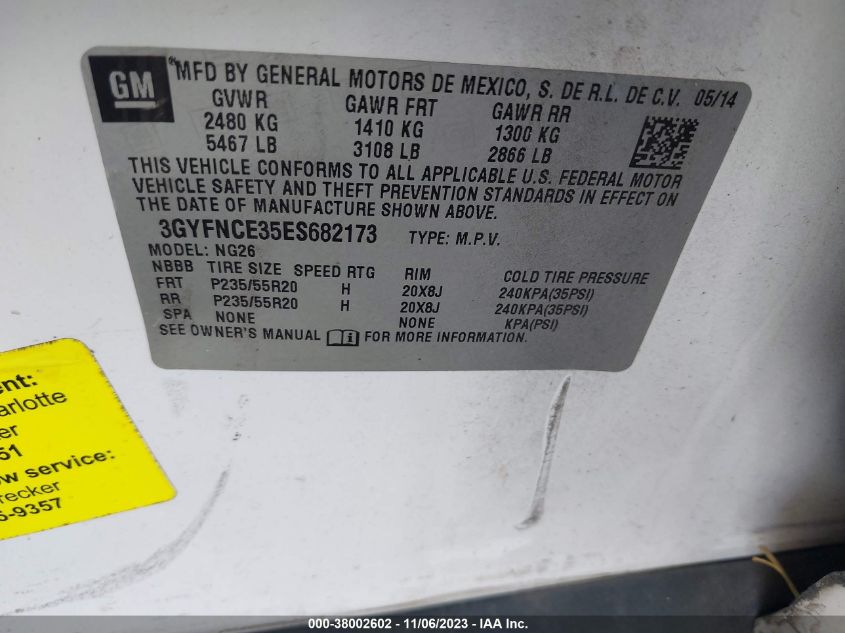 GM
® MFD BY GENERAL MOTORS DE MEXICO, S. DE R.L. DE C.V. 05/14
GVWR GAWR FRT GAWR RR
2480 KG 1410 KG 1300 KG
5467 LB 3108 LB 2866 LB
THIS VEHICLE CONFORMS TO ALL APPLICABLE U.S. FEDERAL MOTOR
VEHICLE SAFETY AND THEFT PREVENTION STANDARDS IN EFFECT ON
THE DATE OF MANUFACTURE SHOWN ABOVE.
3GYFNCE35ES682173 TYPE: M.P.V.
MODEL: NG26
NBBB TIRE SIZE SPEED RTG RIM COLD TIRE PRESSURE
FRT P235/55R20 H 20X8J 240KPA(35PSI)
RR P235/55R20 H 20X8J 240KPA(35PSI)
SPA NONE NONE KPA(PSI)
SEE OWNER'S MANUAL FOR MORE INFORMATION.
ent:
arlotte
er
51
ow service:
recker
-9357
000-38002602 - 11/06/2023 - IAA Inc.